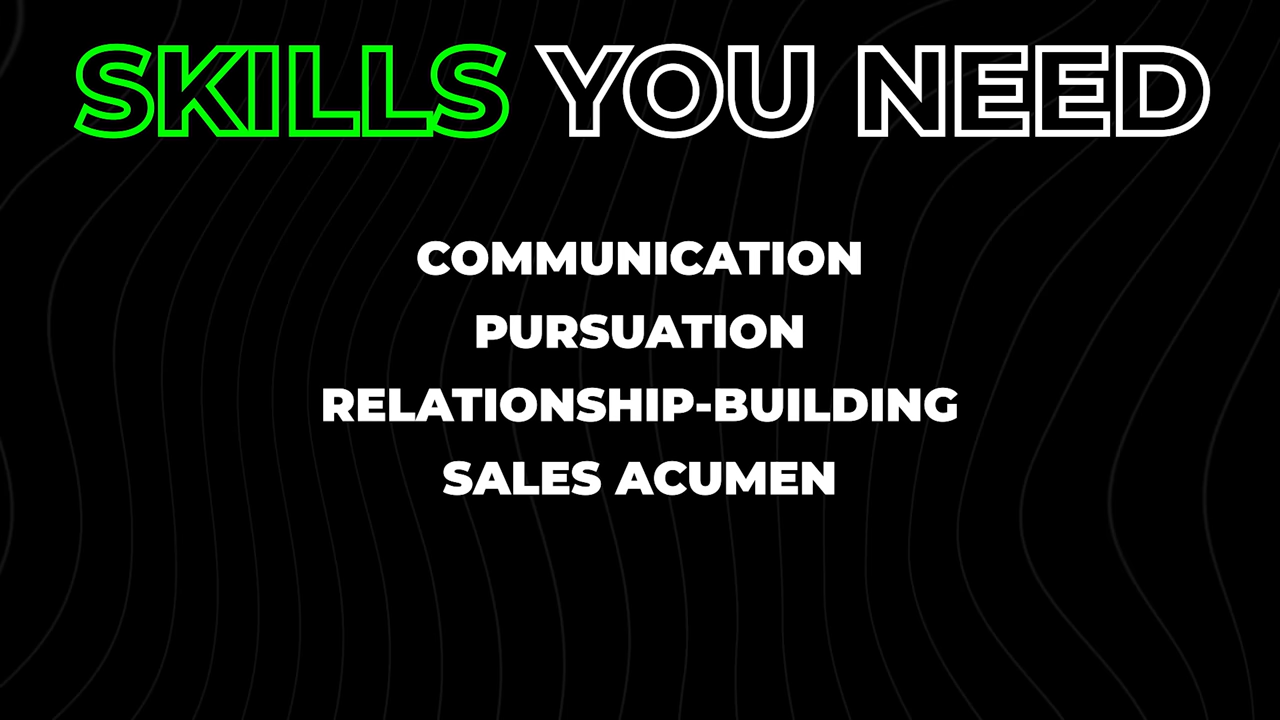 SKILLS YOU NEED
COMMUNICATION
PURSUATION
RELATIONSHIP-BUILDING
SALES ACUMEN